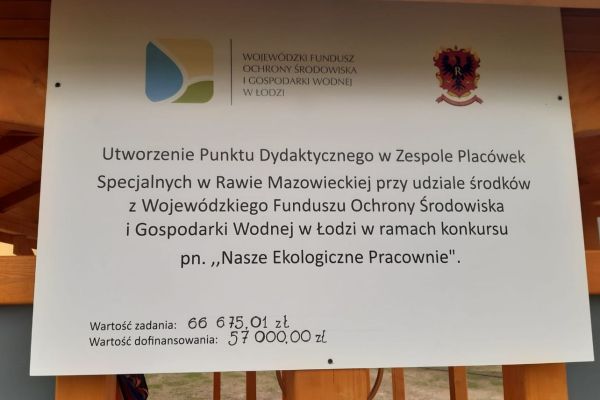 WOJEWÓDZKI FUNDUSZ
OCHRONY ŚRODOWISKA
I GOSPODARKI WODNEJ
W ŁODZI
R
Utworzenie Punktu Dydaktycznego w Zespole Placówek
Specjalnych w Rawie Mazowieckiej przy udziale środków
z Wojewódzkiego Funduszu Ochrony Środowiska
i Gospodarki Wodnej w Łodzi w ramach konkursu
pn. ,,Nasze Ekologiczne Pracownie".
Wartość zadania: 66 675,01 zł
Wartość dofinansowania: 57 000,00 zł